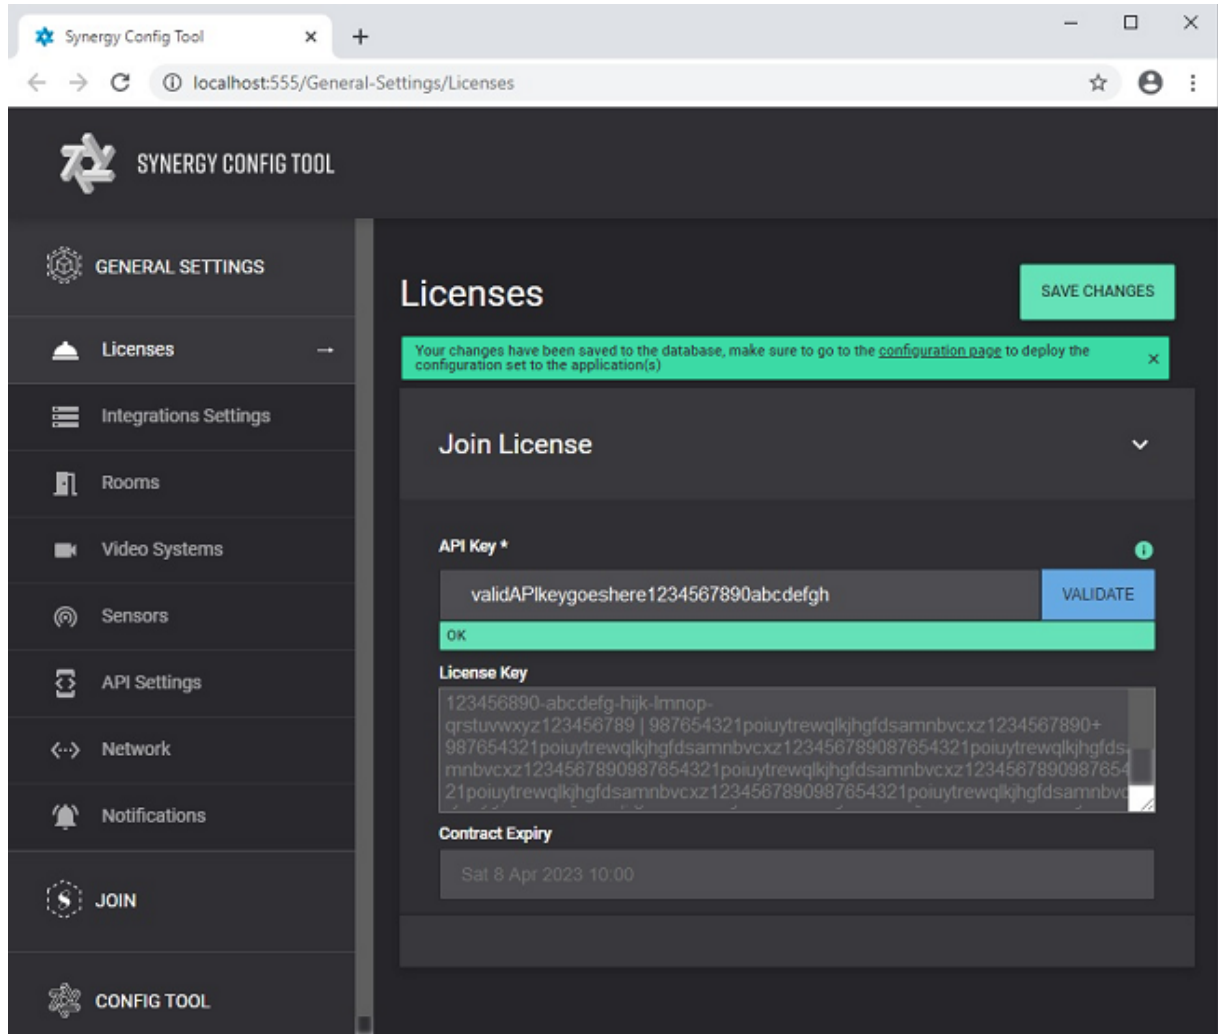 Synergy Config Tool
localhost:555/General-Settings/Licenses
SYNERGY CONFIG TOOL
GENERAL SETTINGS
Licenses
Integrations Settings
Rooms
Video Systems
Sensors
API Settings
Network
Notifications
JOIN
CONFIG TOOL
Licenses
SAVE CHANGES
Your changes have been saved to the database, make sure to go to the configuration page to deploy the
configuration set to the application(s)
Join License
API Key *
validAPIkeygoeshere1234567890abcdefgh
VALIDATE
OK
License Key
123456890-abcdefg-hijk-lmnop-
qrstuvwxyz123456789 | 987654321poiuytrewqlkjhgfdsamnbvcxz1234567890+
987654321poiuytrewqlkjhgfdsamnbvcxz123456789087654321poiuytrewqlkjhgfdsa
mnbvcxz1234567890987654321poiuytrewqlkjhgfdsamnbvcxz1234567890987654
21poiuytrewqlkjhgfdsamnbvcxz1234567890987654321poiuytrewqlkjhgfdsamnbvc
Contract Expiry
Sat 8 Apr 2023 10:00